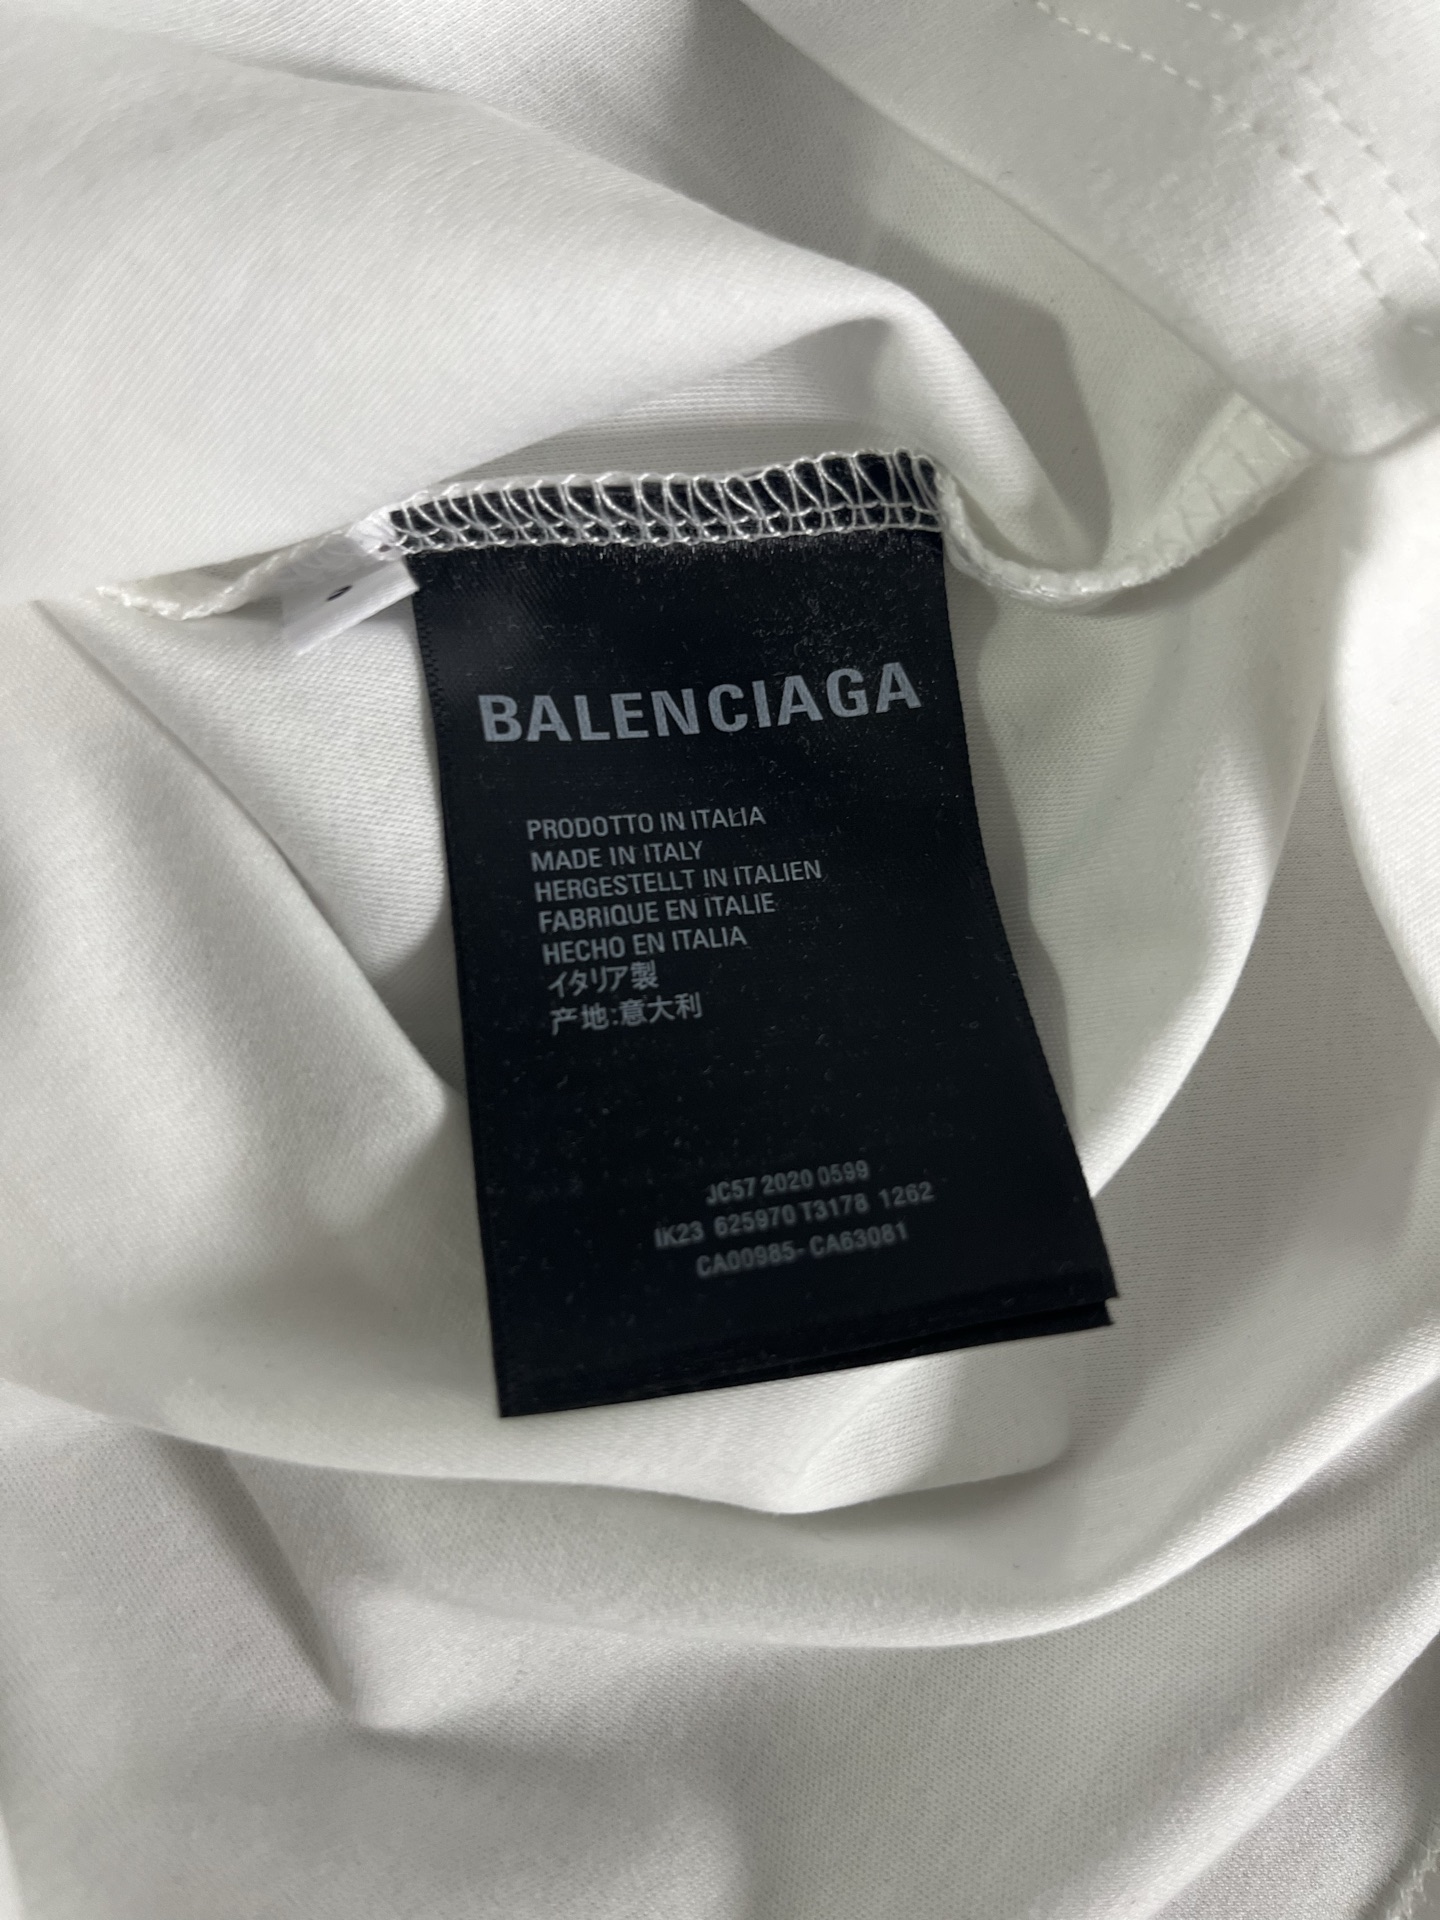 BALENCIAGA
PRODOTTO IN ITALIA
MADE IN ITALY
HERGESTELLT IN ITALIEN
FABRIQUE EN ITALIE
HECHO EN ITALIA
イタリア製
产地:意大利
JC57 2020 0599
IK23 625970 T3178 1262
CA00985- CA63081